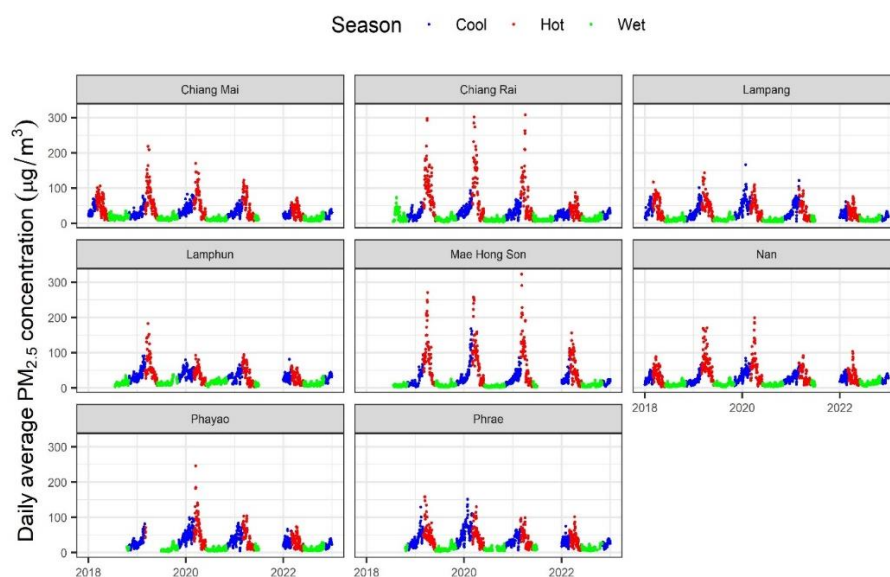 Season Cool Hot Wet
Daily average PM2.5 concentration (µg/m³)
Chiang Mai Chiang Rai Lampang
300
200
100
0
Lamphun Mae Hong Son Nan
300
200
100
0
2018 2020 2022
Phayao Phrae
300
200
100
0
2018 2020 2022 2018 2020 2022